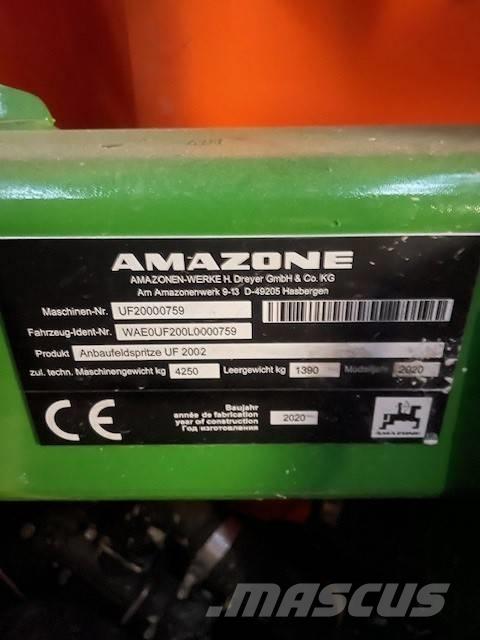 AMAZONE
AMAZONEN-WERKE H. Dreyer GmbH & Co. KG
Am Amazonenwerk 9-13 D-49205 Hasbergen
Maschinen-Nr. UF20000759
Fahrzeug-Ident-Nr. WAE0UF200L0000759
Produkt Anbaufeldspritze UF 2002
zul. techn. Maschinengewicht kg 4250 Leergewicht kg 1390 Modelljahr 2020
CE
Baujahr
année de fabrication
year of construction
Год изготовления
2020
AMAZONE
MASCUS